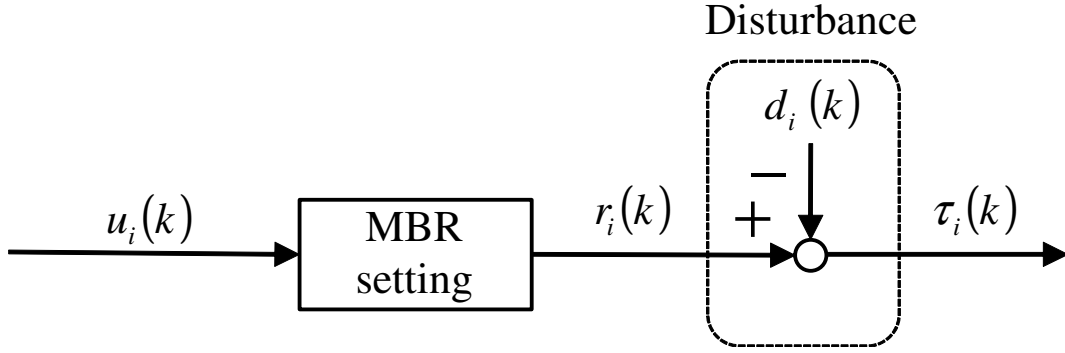 Disturbance
d_i(k)
−
u_i(k)
MBR
setting
r_i(k)
+
τ_i(k)